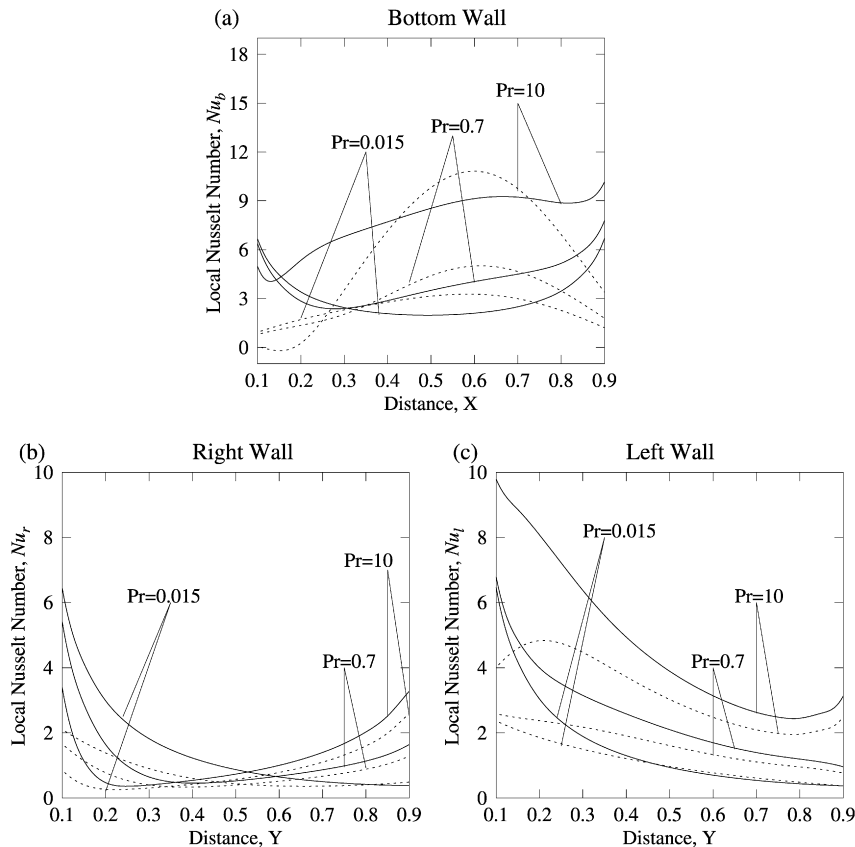 (a) Bottom Wall
18
15
12
9
6
3
0
Local Nusselt Number, Nu_b
Pr=10
Pr=0.7
Pr=0.015
0.1 0.2 0.3 0.4 0.5 0.6 0.7 0.8 0.9
Distance, X
(b) Right Wall
10
8
6
4
2
0
Local Nusselt Number, Nu_r
Pr=10
Pr=0.015
Pr=0.7
0.1 0.2 0.3 0.4 0.5 0.6 0.7 0.8 0.9
Distance, Y
(c) Left Wall
10
8
6
4
2
0
Local Nusselt Number, Nu_l
Pr=0.015
Pr=10
Pr=0.7
0.1 0.2 0.3 0.4 0.5 0.6 0.7 0.8 0.9
Distance, Y